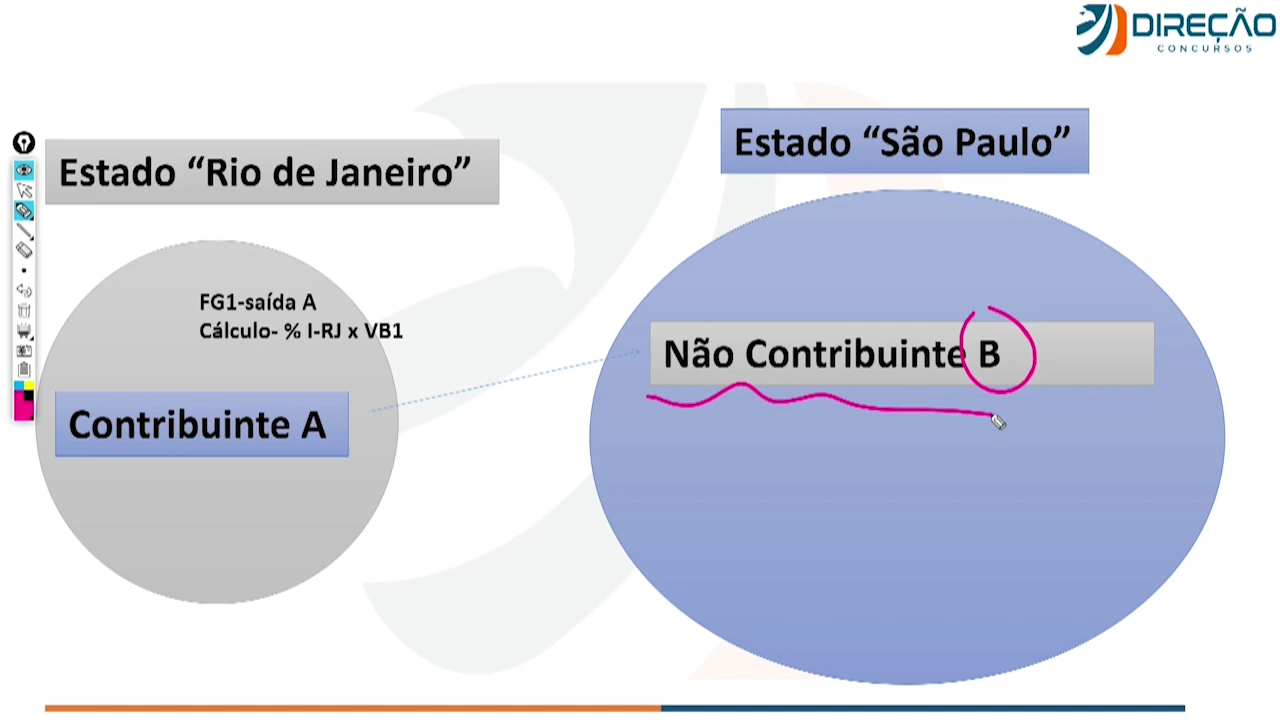 DIREÇÃO
CONCURSOS
Estado “São Paulo”
Estado “Rio de Janeiro”
FG1-saída A
Cálculo- % I-RJ x VB1
Não Contribuinte B
Contribuinte A